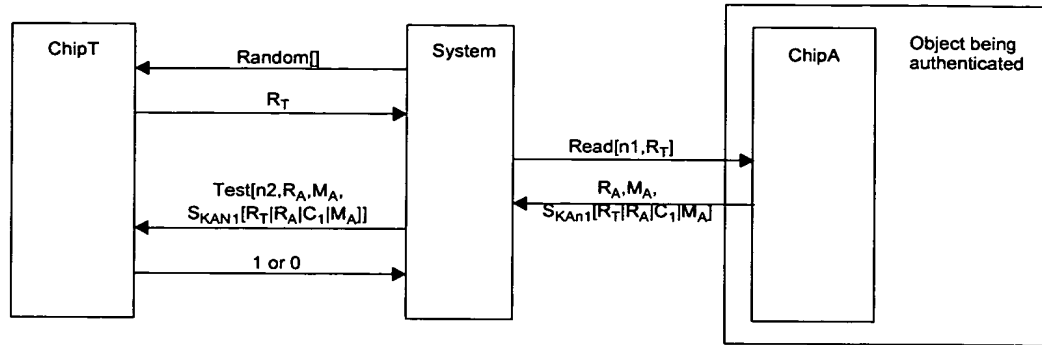 ChipT
System
ChipA
Object being
authenticated
Random[]
R_T
Read[n1,R_T]
Test[n2,R_A,M_A,
S_KAN1[R_T|R_A|C_1|M_A]]
R_A,M_A,
S_KAn1[R_T|R_A|C_1|M_A]
1 or 0